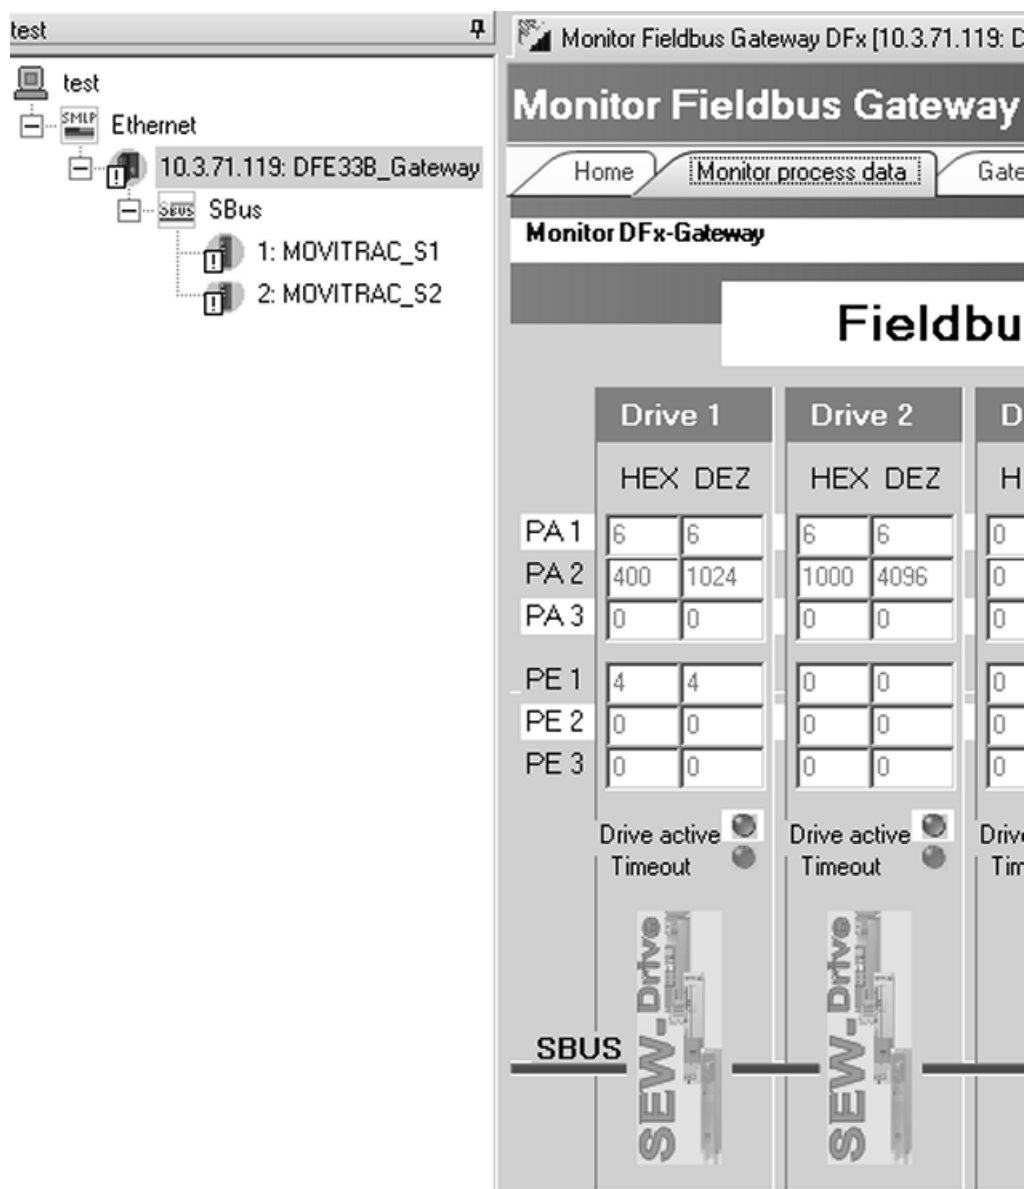 test
test
SMLP
Ethernet
10.3.71.119: DFE33B_Gateway
SBUS
SBus
1: MOVITRAC_S1
2: MOVITRAC_S2
Monitor Fieldbus Gateway DFx [10.3.71.119: D
Monitor Fieldbus Gateway
Home Monitor process data Gate
Monitor DFx-Gateway
Fieldbu
Drive 1 Drive 2 D
HEX DEZ HEX DEZ H
PA 1 6 6 6 6 0
PA 2 400 1024 1000 4096 0
PA 3 0 0 0 0 0
PE 1 4 4 0 0 0
PE 2 0 0 0 0 0
PE 3 0 0 0 0 0
Drive active Drive active Drive
Timeout Timeout Tim
SEW-Drive SEW-Drive
SBUS